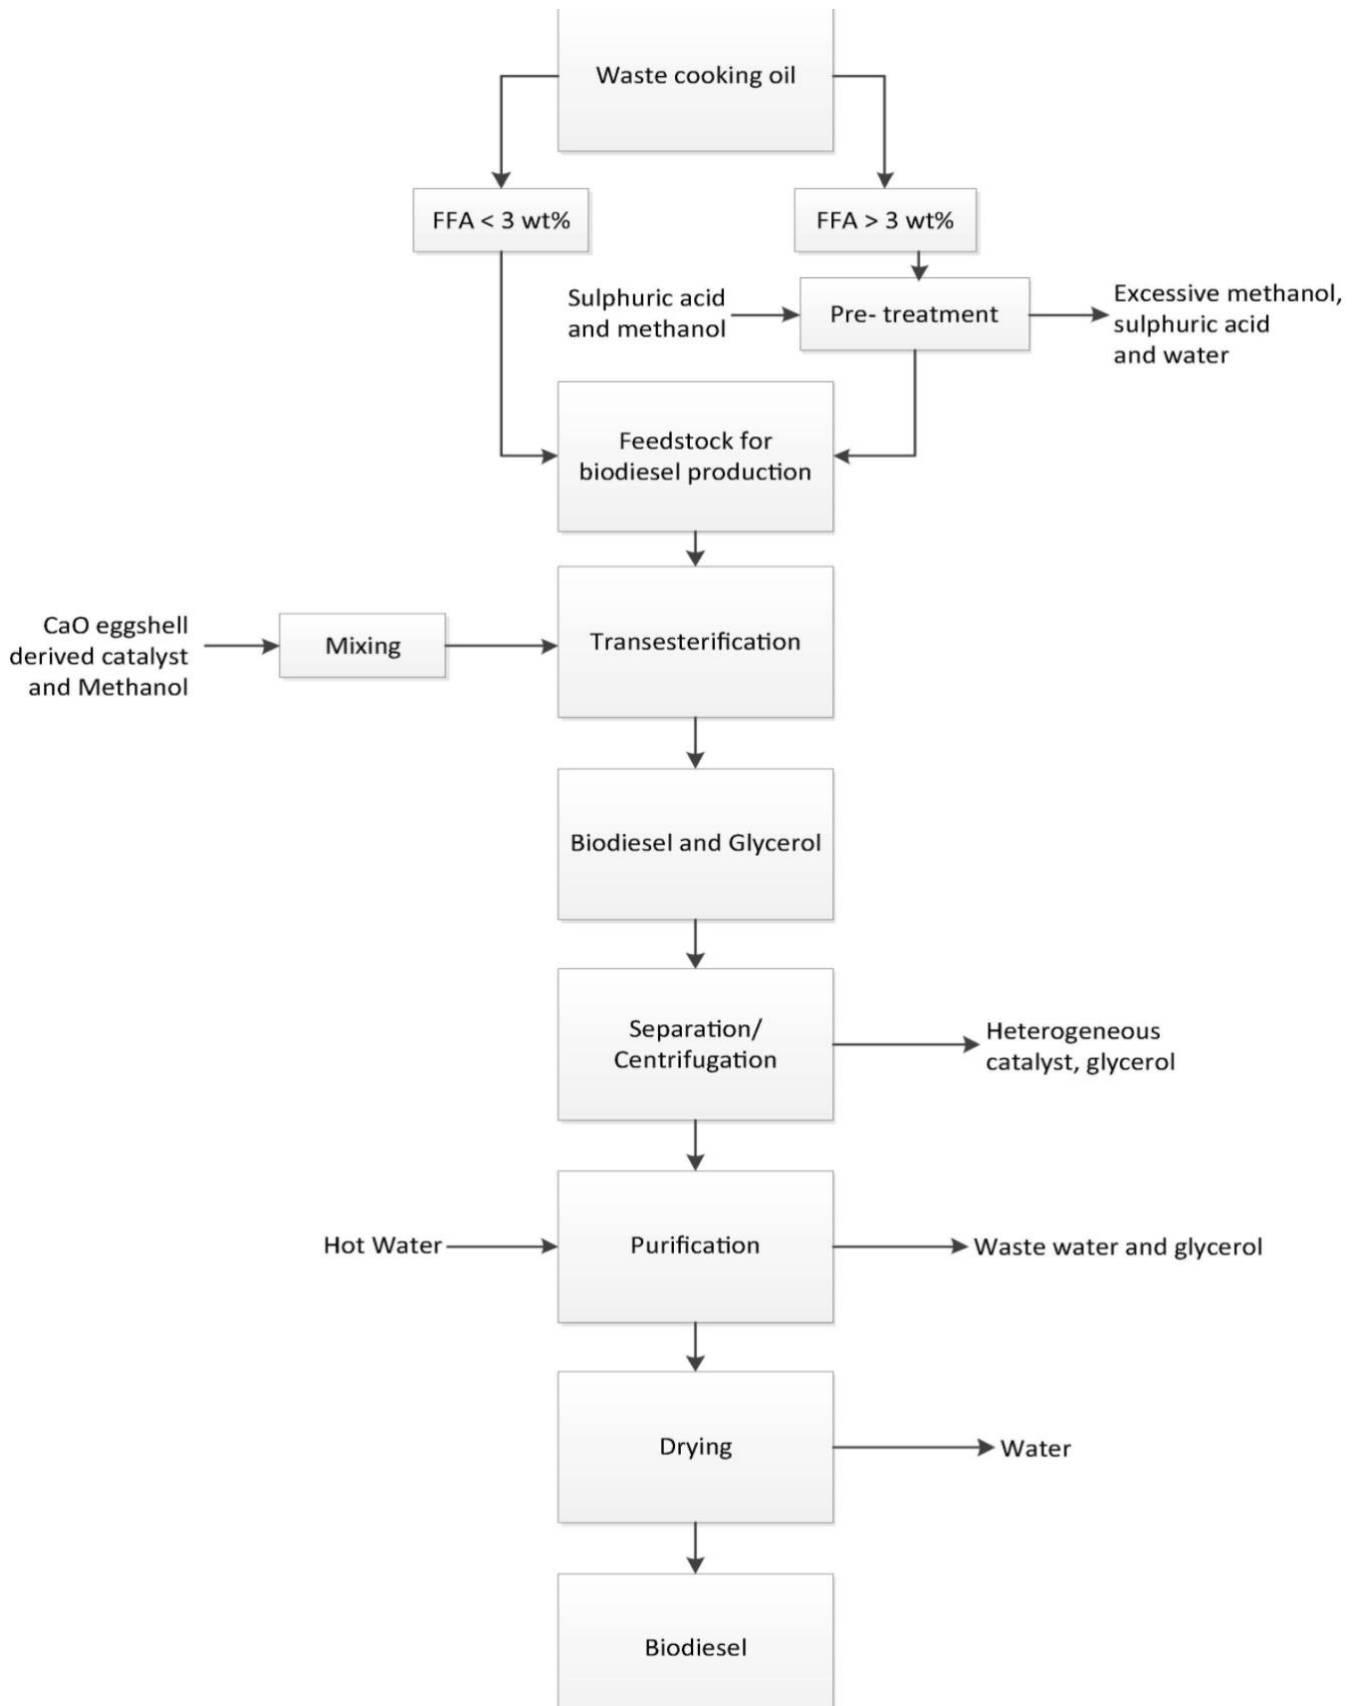 Waste cooking oil
FFA < 3 wt%
FFA > 3 wt%
Sulphuric acid
and methanol
Pre- treatment
Excessive methanol,
sulphuric acid
and water
Feedstock for
biodiesel production
CaO eggshell
derived catalyst
and Methanol
Mixing
Transesterification
Biodiesel and Glycerol
Separation/
Centrifugation
Heterogeneous
catalyst, glycerol
Hot Water
Purification
Waste water and glycerol
Drying
Water
Biodiesel